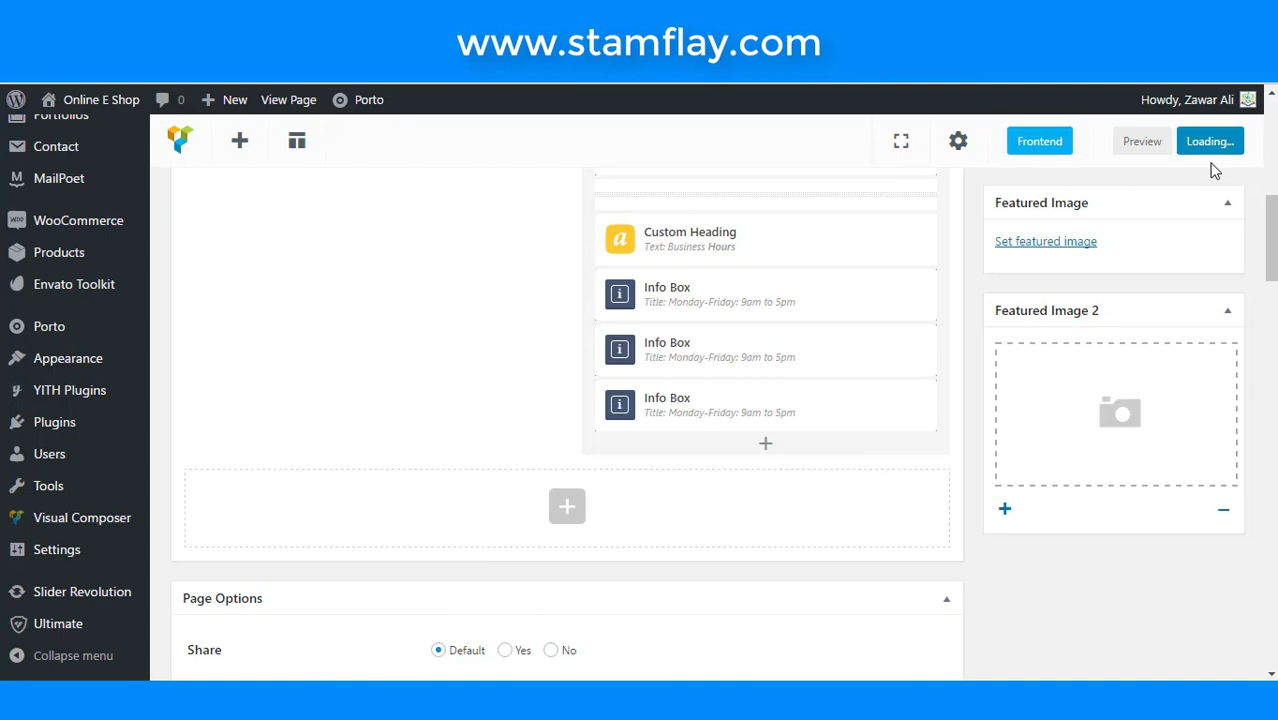 www.stamflay.com
Online E Shop
0
New
View Page
Porto
Howdy, Zawar Ali
Portfolios
Contact
MailPoet
WooCommerce
Products
Envato Toolkit
Porto
Appearance
YITH Plugins
Plugins
Users
Tools
Visual Composer
Settings
Slider Revolution
Ultimate
Collapse menu
Frontend
Preview
Loading...
Custom Heading
Text: Business Hours
Info Box
Title: Monday-Friday: 9am to 5pm
Info Box
Title: Monday-Friday: 9am to 5pm
Info Box
Title: Monday-Friday: 9am to 5pm
Page Options
Share
Default
Yes
No
Featured Image
Set featured image
Featured Image 2